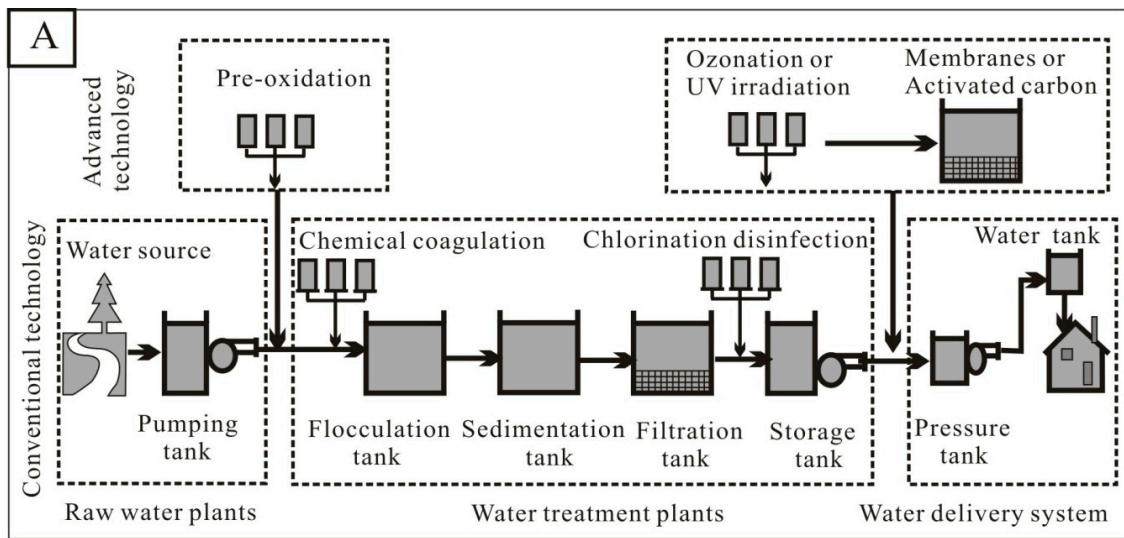 A
Advanced
technology
Pre-oxidation
Ozonation or
UV irradiation
Membranes or
Activated carbon
Conventional technology
Water source
Pumping
tank
Chemical coagulation
Chlorination disinfection
Flocculation
tank
Sedimentation
tank
Filtration
tank
Storage
tank
Water tank
Pressure
tank
Raw water plants
Water treatment plants
Water delivery system